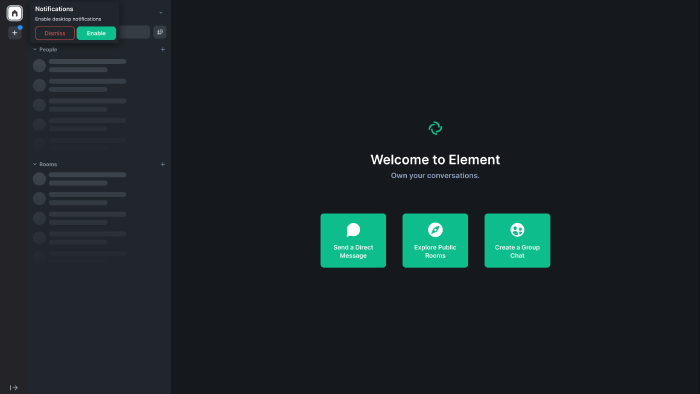 Notifications
Enable desktop notifications
Dismiss
Enable
People
Rooms
Welcome to Element
Own your conversations.
Send a Direct
Message
Explore Public
Rooms
Create a Group
Chat